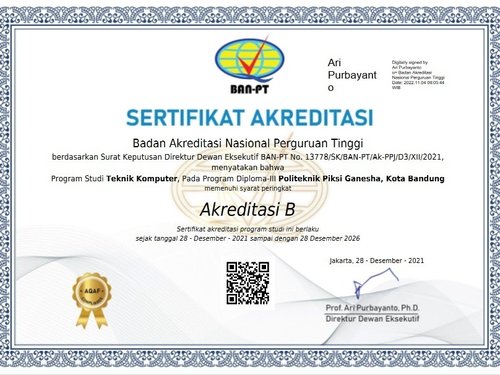 BAN-PT
Ari
Purbayant
o
Digitally signed by
Ari Purbayanto
o= Badan Akreditasi
Nasional Perguruan Tinggi
Date: 2022.11.04 09:05:44
WIB
SERTIFIKAT AKREDITASI
Badan Akreditasi Nasional Perguruan Tinggi
berdasarkan Surat Keputusan Direktur Dewan Eksekutif BAN-PT No. 13778/SK/BAN-PT/Ak-PPJ/D3/XII/2021,
menyatakan bahwa
Program Studi Teknik Komputer, Pada Program Diploma-III Politeknik Piksi Ganesha, Kota Bandung
memenuhi syarat peringkat
Akreditasi B
Sertifikat akreditasi program studi ini berlaku
sejak tanggal 28 - Desember - 2021 sampai dengan 28 Desember 2026
Jakarta, 28 - Desember - 2021
AQAF
Prof. Ari Purbayanto, Ph.D.
Direktur Dewan Eksekutif